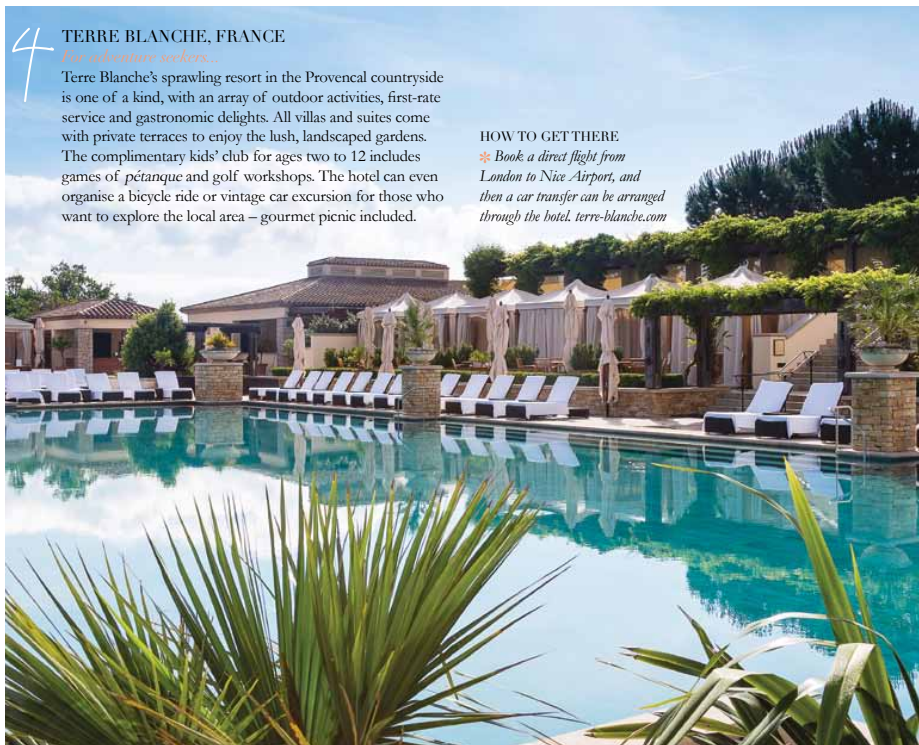 4
TERRE BLANCHE, FRANCE
For adventure seekers...
Terre Blanche's sprawling resort in the Provencal countryside
is one of a kind, with an array of outdoor activities, first-rate
service and gastronomic delights. All villas and suites come
with private terraces to enjoy the lush, landscaped gardens.
The complimentary kids' club for ages two to 12 includes
games of pétanque and golf workshops. The hotel can even
organise a bicycle ride or vintage car excursion for those who
want to explore the local area – gourmet picnic included.
HOW TO GET THERE
✻ Book a direct flight from
London to Nice Airport, and
then a car transfer can be arranged
through the hotel. terre-blanche.com